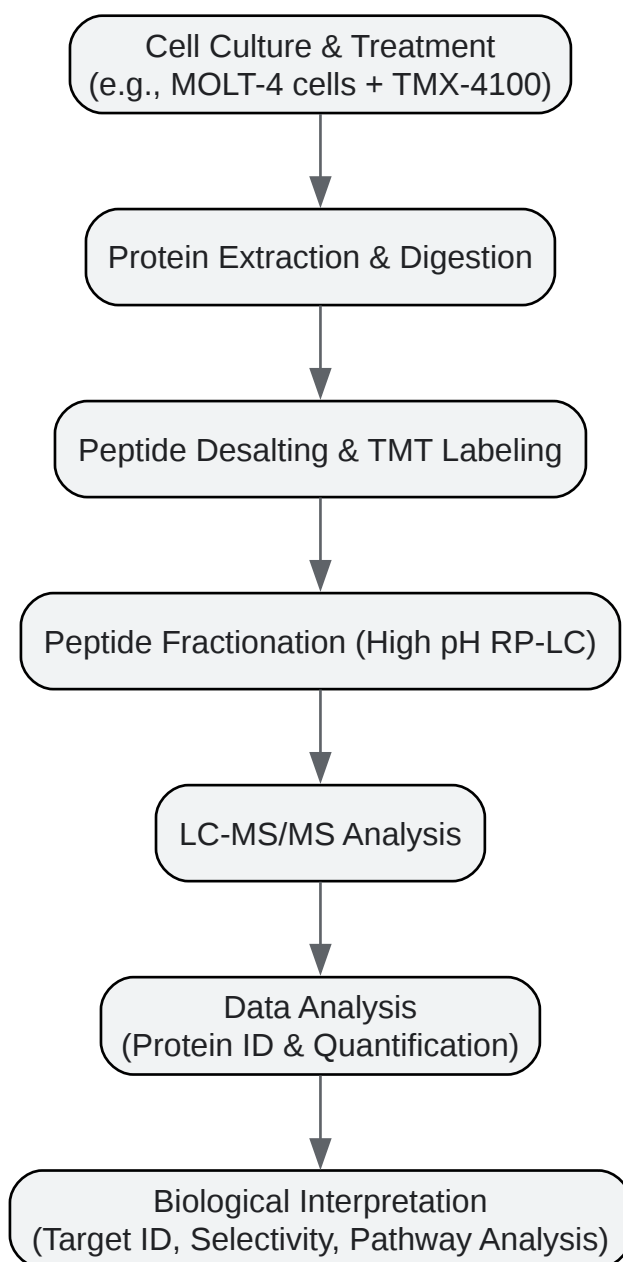 Cell Culture & Treatment
(e.g., MOLT-4 cells + TMX-4100)
Protein Extraction & Digestion
Peptide Desalting & TMT Labeling
Peptide Fractionation (High pH RP-LC)
LC-MS/MS Analysis
Data Analysis
(Protein ID & Quantification)
Biological Interpretation
(Target ID, Selectivity, Pathway Analysis)